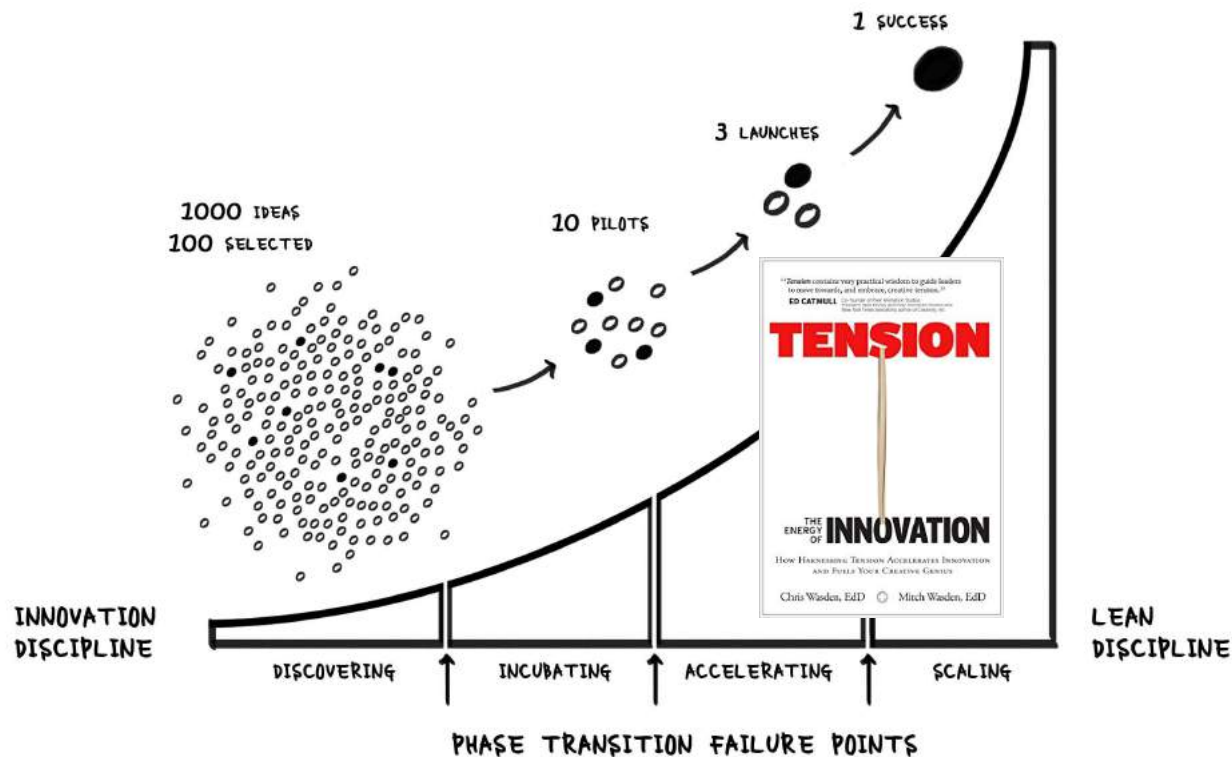 1 SUCCESS
3 LAUNCHES
1000 IDEAS
100 SELECTED
10 PILOTS
"Tension contains very practical wisdom to guide leaders
to move towards, and embrace, creative tension."
ED CATMULL
TENSION
THE
ENERGY
OF INNOVATION
HOW HARNESSING TENSION ACCELERATES INNOVATION
AND FUELS YOUR CREATIVE GENIUS
Chris Wasden, EdD Mitch Wasden, EdD
INNOVATION
DISCIPLINE
LEAN
DISCIPLINE
DISCOVERING
INCUBATING
ACCELERATING
SCALING
PHASE TRANSITION FAILURE POINTS